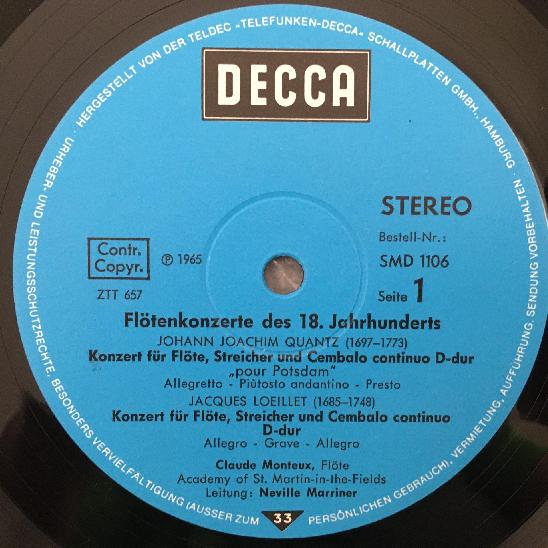 URHEBER- UND LEISTUNGSSCHUTZRECHTE, BESONDERS VERVIELFÄLTIGUNG (AUSSER ZUM PERSÖNLICHEN GEBRAUCH), VERMIETUNG, AUFFÜHRUNG, SENDUNG VORBEHALTEN
· HERGESTELLT VON DER TELDEC »TELEFUNKEN-DECCA« SCHALLPLATTEN GMBH., HAMBURG ·
DECCA
STEREO
Bestell-Nr.:
SMD 1106
Seite 1
Contr.
Copyr.
Ⓟ 1965
ZTT 657
Flötenkonzerte des 18. Jahrhunderts
JOHANN JOACHIM QUANTZ (1697–1773)
Konzert für Flöte, Streicher und Cembalo continuo D-dur
„pour Potsdam"
Allegretto - Piùtosto andantino - Presto
JACQUES LOEILLET (1685–1748)
Konzert für Flöte, Streicher und Cembalo continuo
D-dur
Allegro - Grave - Allegro
Claude Monteux, Flöte
Academy of St. Martin-in-the-Fields
Leitung: Neville Marriner
33